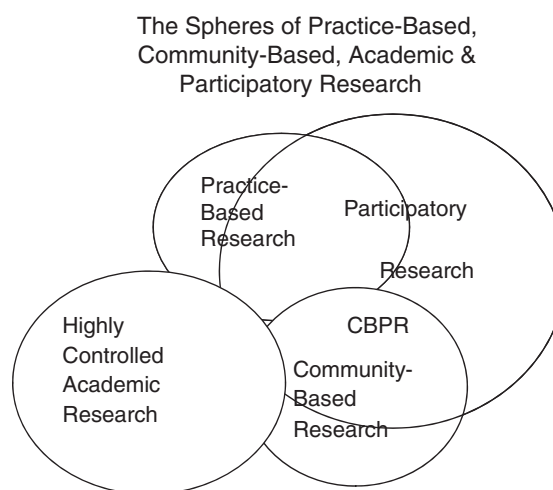 The Spheres of Practice-Based,
Community-Based, Academic &
Participatory Research
Practice-
Based
Research
Participatory
Research
Highly
Controlled
Academic
Research
CBPR
Community-
Based
Research